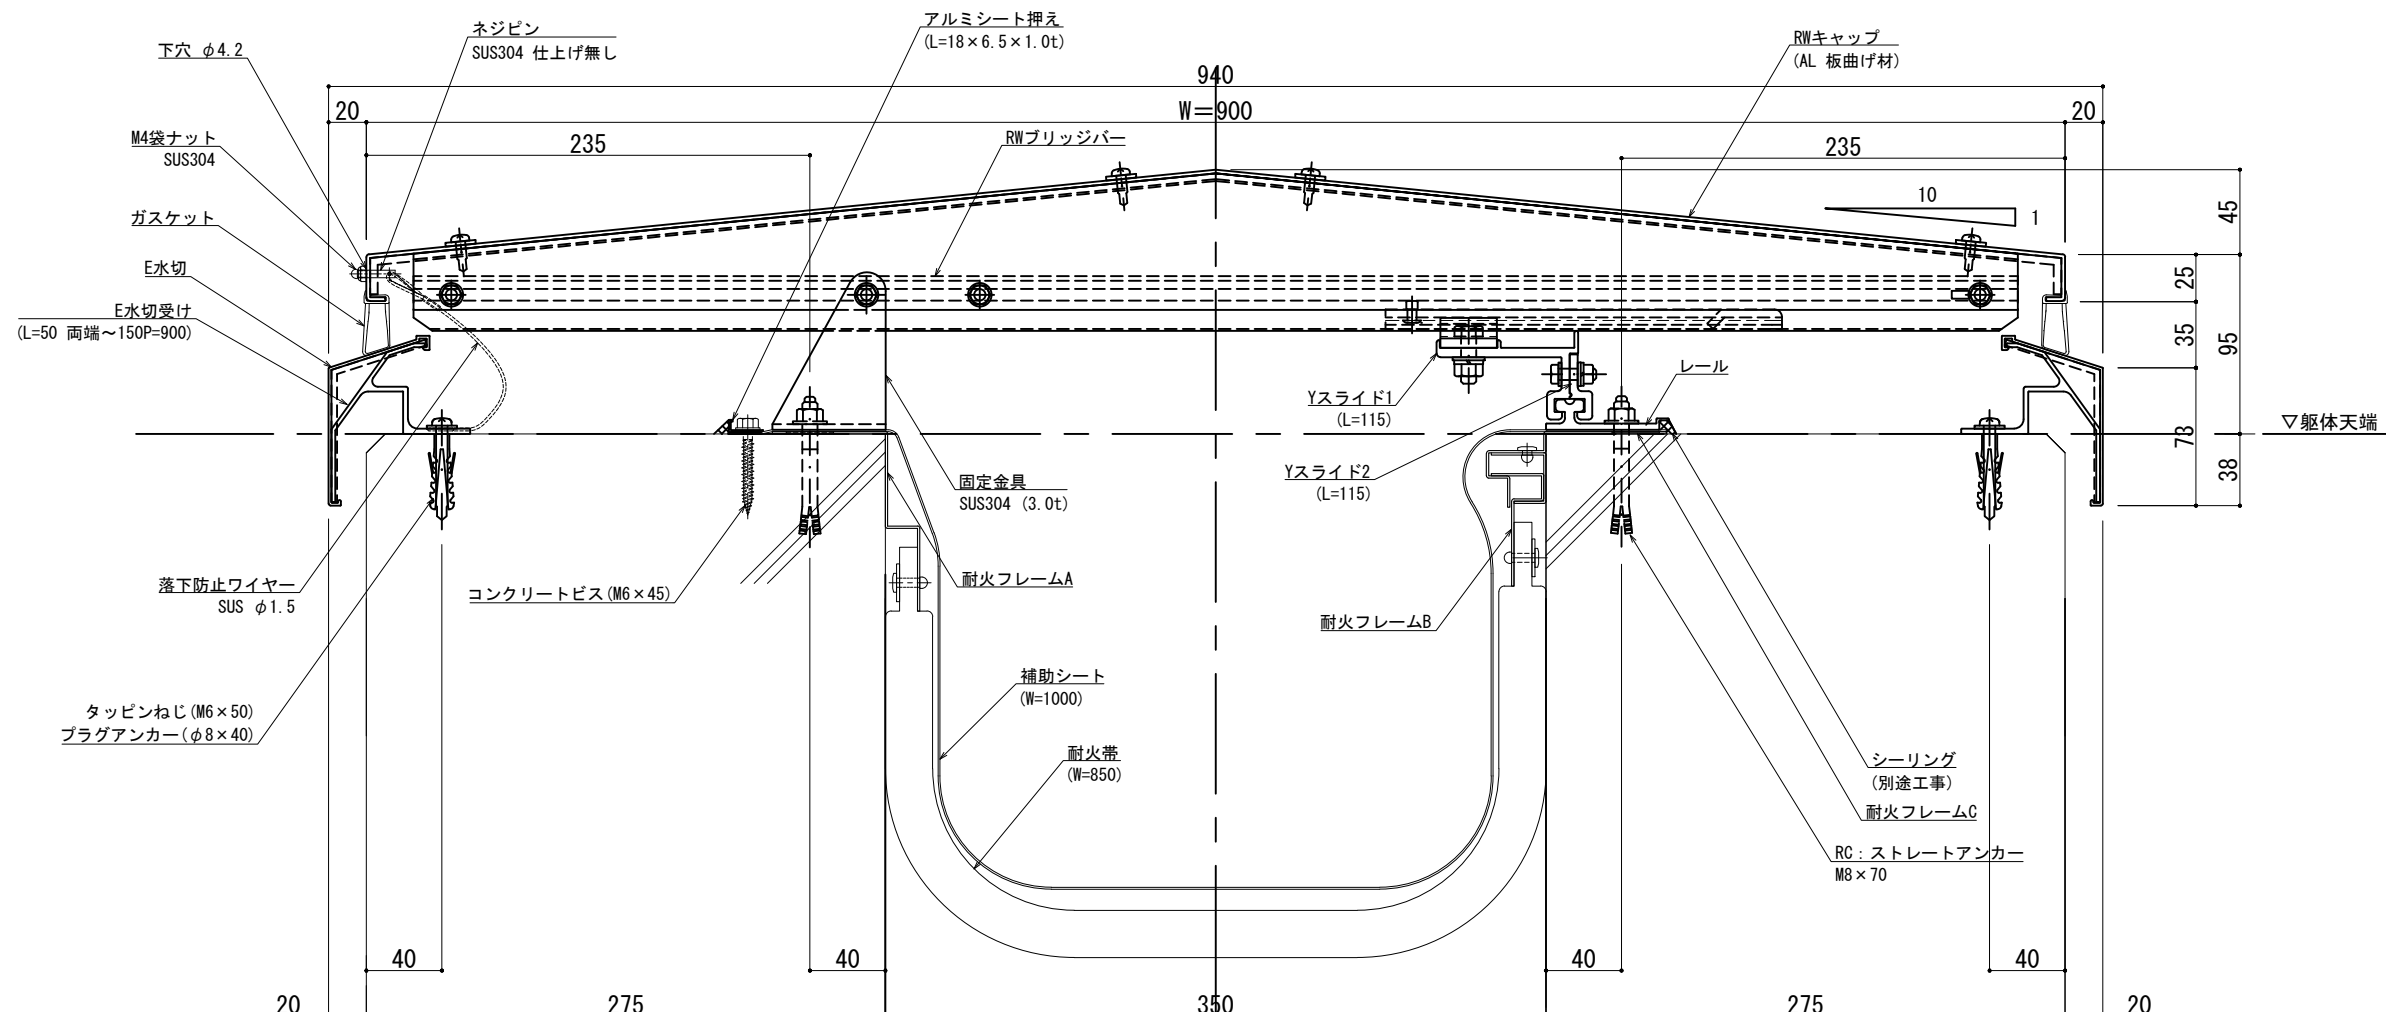 アルミシート押え
(L=18×6.5×1.0t)
ネジピン
SUS304 仕上げ無し
下穴 φ4.2
RWキャップ
(AL 板曲げ材)
940
20
W=900
20
M4袋ナット
SUS304
235
RWブリッジバー
235
10
1
45
ガスケット
E水切
25
E水切受け
(L=50 両端～150P=900)
35
95
レール
Yスライド1
(L=115)
▽躯体天端
73
38
Yスライド2
(L=115)
固定金具
SUS304 (3.0t)
落下防止ワイヤー
SUS φ1.5
コンクリートビス(M6×45)
耐火フレームA
耐火フレームB
補助シート
(W=1000)
タッピンねじ(M6×50)
プラグアンカー(φ8×40)
耐火帯
(W=850)
シーリング
(別途工事)
耐火フレームC
RC：ストレートアンカー
M8×70
40
40
40
40
20
275
350
275
20